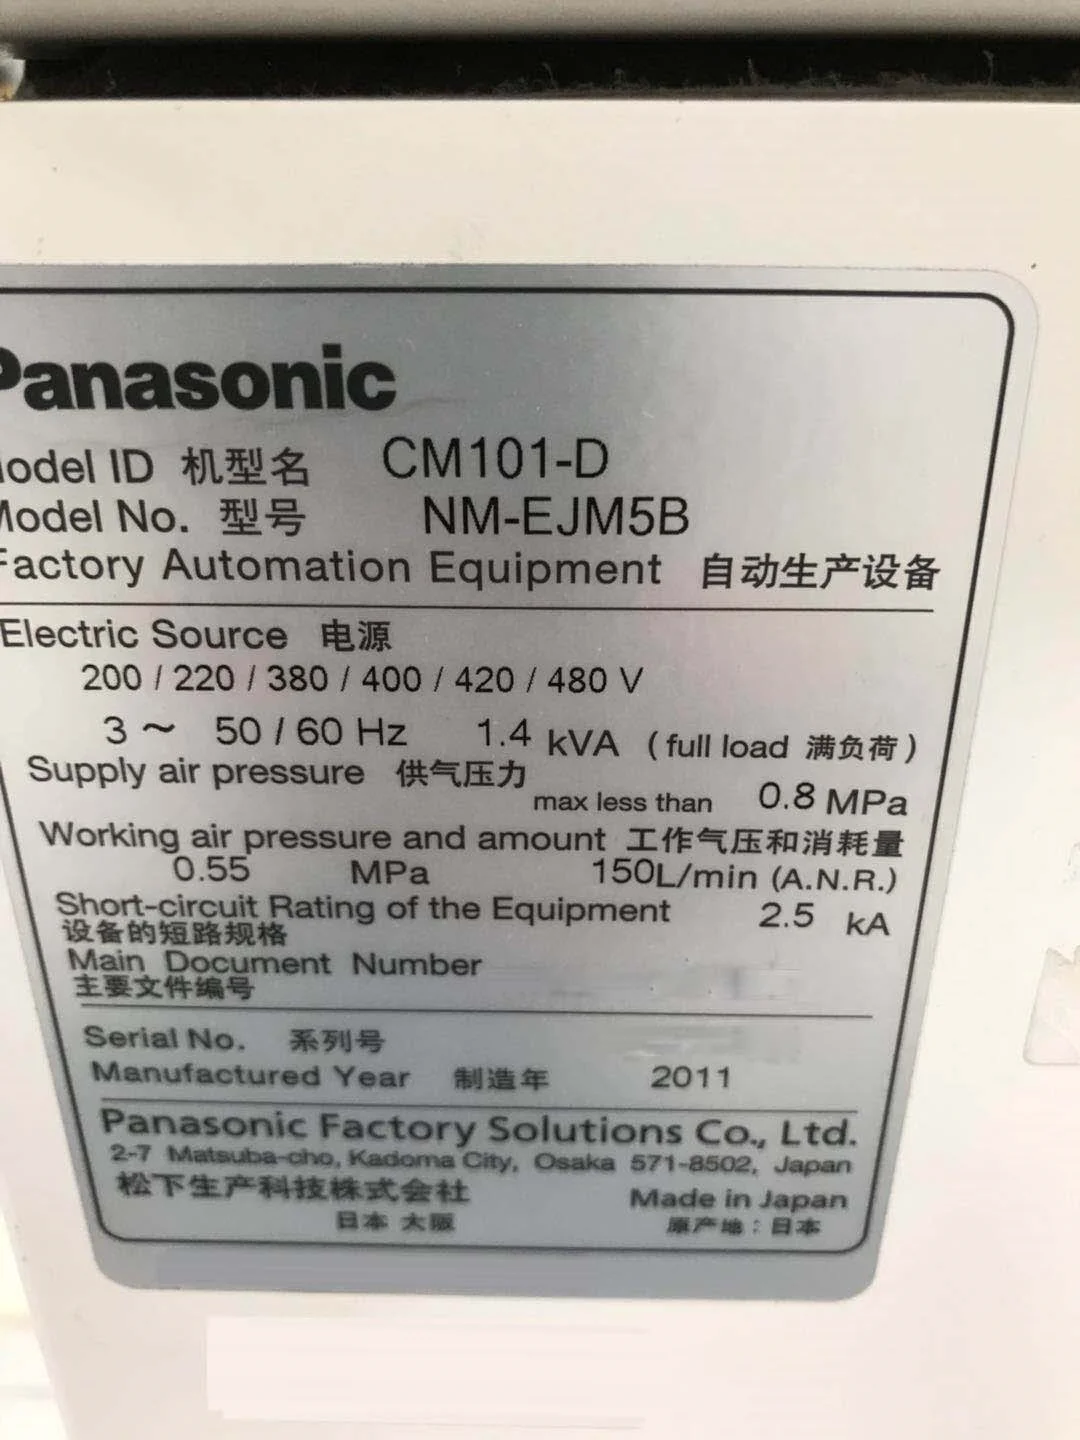 Panasonic
Model ID 机型名 CM101-D
Model No. 型号 NM-EJM5B
Factory Automation Equipment 自动生产设备
Electric Source 电源
200 / 220 / 380 / 400 / 420 / 480 V
3 ~ 50 / 60 Hz 1.4 kVA (full load 满负荷)
Supply air pressure 供气压力
max less than 0.8 MPa
Working air pressure and amount 工作气压和消耗量
0.55 MPa 150L/min (A.N.R.)
Short-circuit Rating of the Equipment 2.5 kA
设备的短路规格
Main Document Number
主要文件编号
Serial No. 系列号
Manufactured Year 制造年 2011
Panasonic Factory Solutions Co., Ltd.
2-7 Matsuba-cho, Kadoma City, Osaka 571-8502, Japan
松下生产科技株式会社 Made in Japan
日本 大阪 原产地：日本